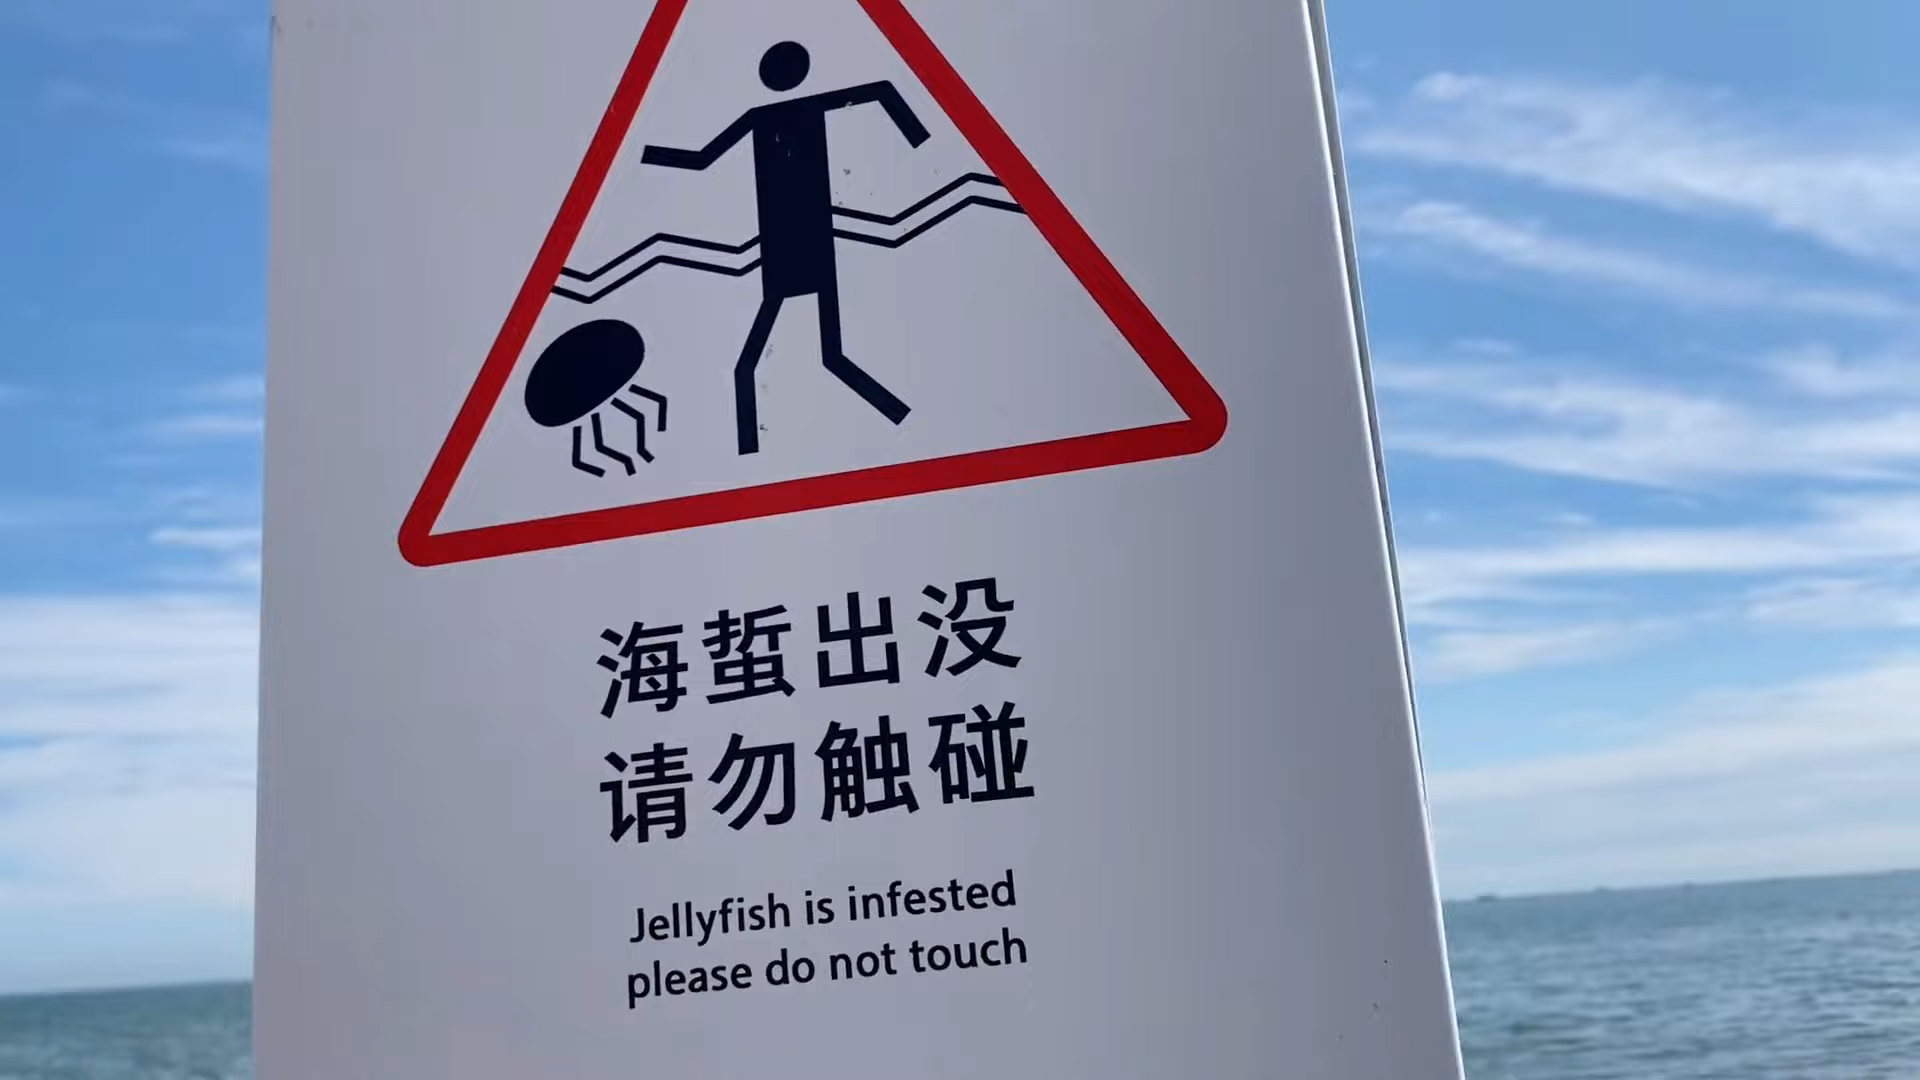 海蜇出没
请勿触碰
Jellyfish is infested
please do not touch